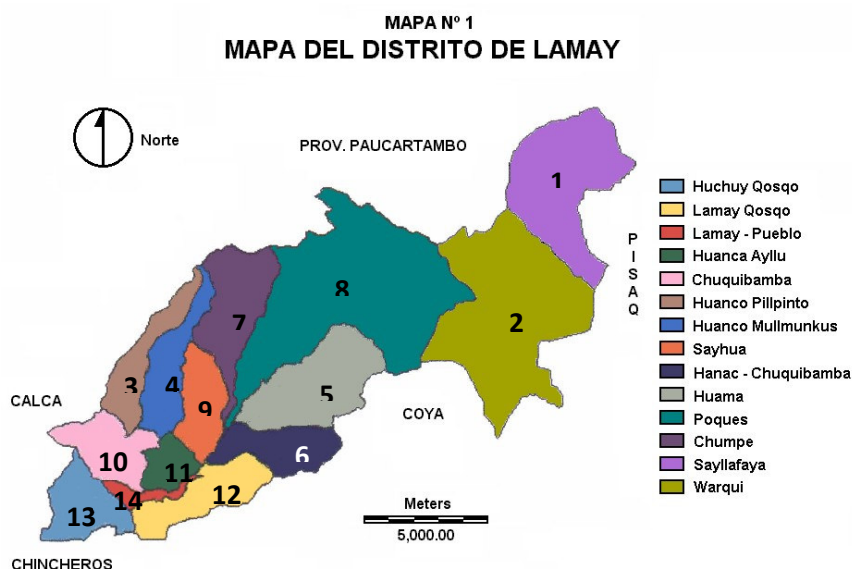 MAPA Nº 1
MAPA DEL DISTRITO DE LAMAY
Norte
PROV. PAUCARTAMBO
PISAQ
CALCA
COYA
CHINCHEROS
1
2
3
4
5
6
7
8
9
10
11
12
13
14
Meters
5,000.00
Huchuy Qosqo
Lamay Qosqo
Lamay - Pueblo
Huanca Ayllu
Chuquibamba
Huanco Pillpinto
Huanco Mullmunkus
Sayhua
Hanac - Chuquibamba
Huama
Poques
Chumpe
Sayllafaya
Warqui